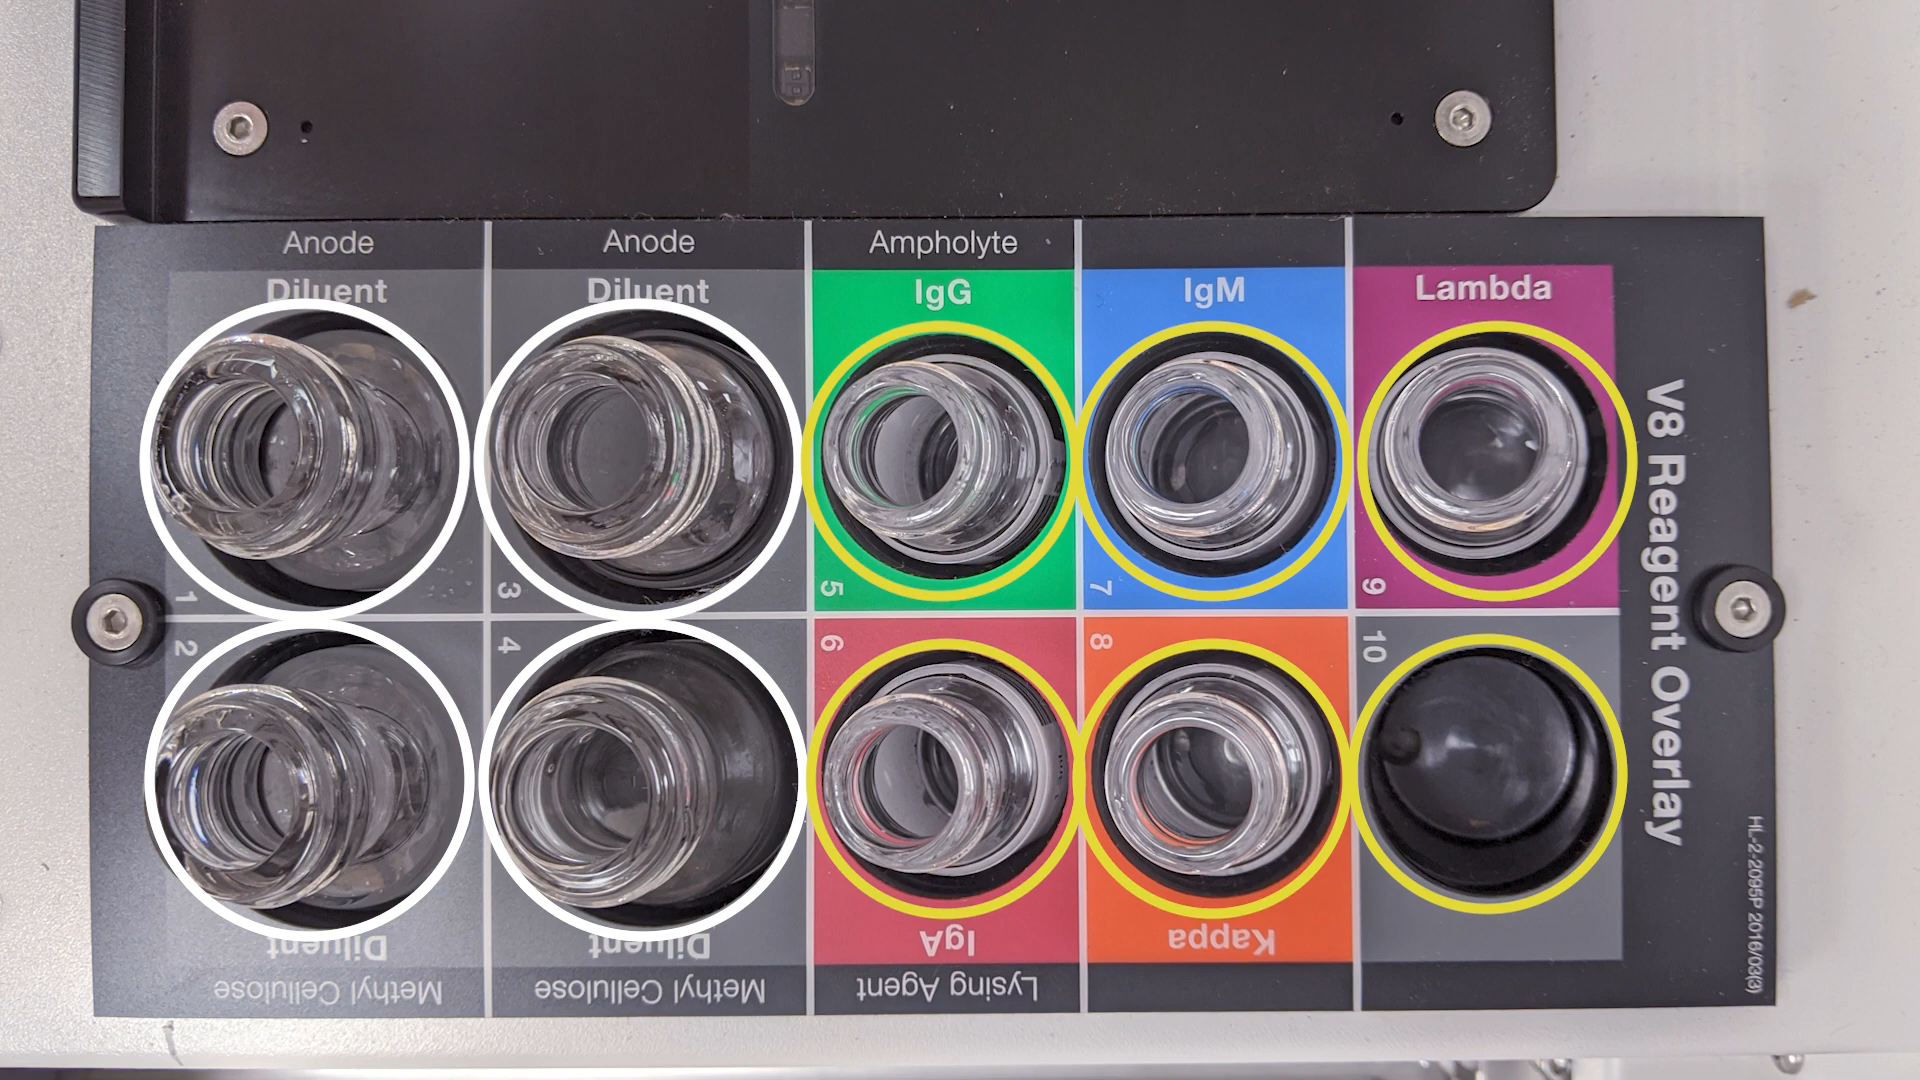 B
Anode
Anode
Ampholyte
Diluent
Diluent
IgG
IgM
Lambda
1
3
5
7
9
2
4
6
8
10
Diluent
Diluent
IgA
Kappa
Methyl Cellulose
Methyl Cellulose
Lysing Agent
V8 Reagent Overlay
HL-2-2095P 2016/03(3)